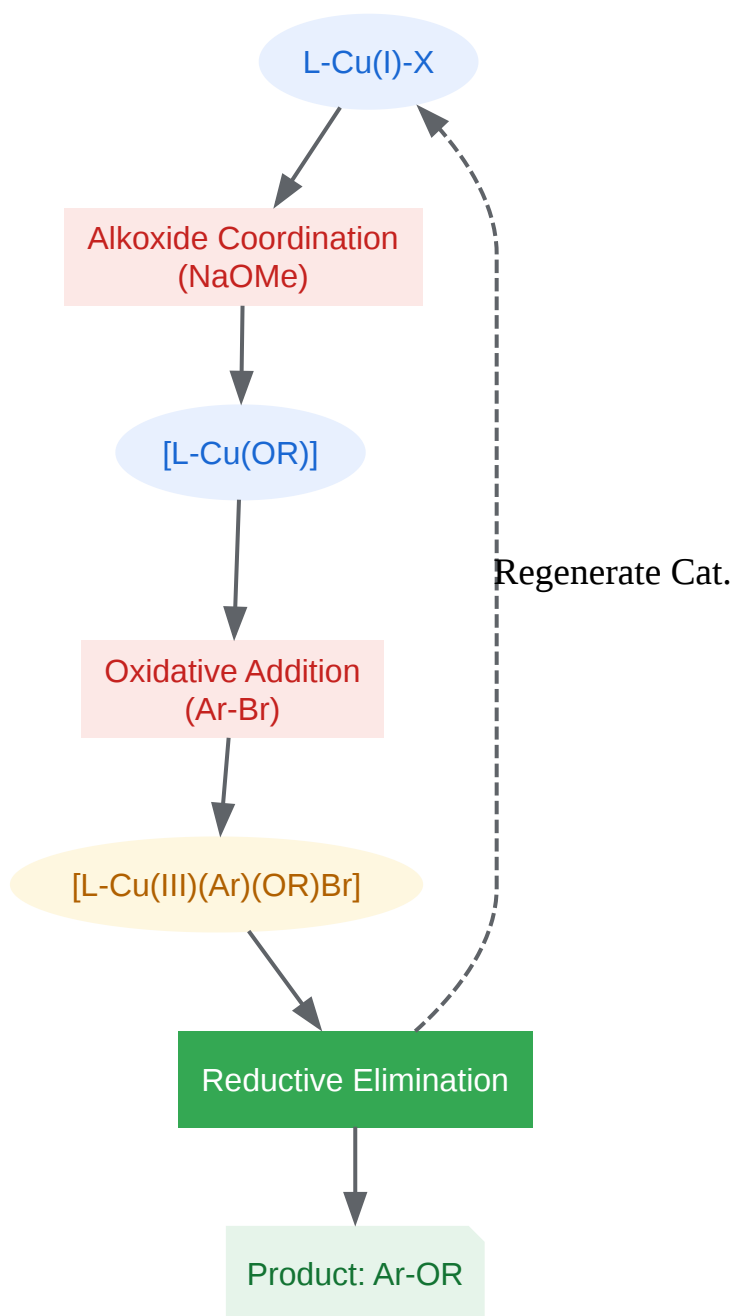 L-Cu(I)-X
Alkoxide Coordination
(NaOMe)
[L-Cu(OR)]
Regenerate Cat.
Oxidative Addition
(Ar-Br)
[L-Cu(III)(Ar)(OR)Br]
Reductive Elimination
Product: Ar-OR